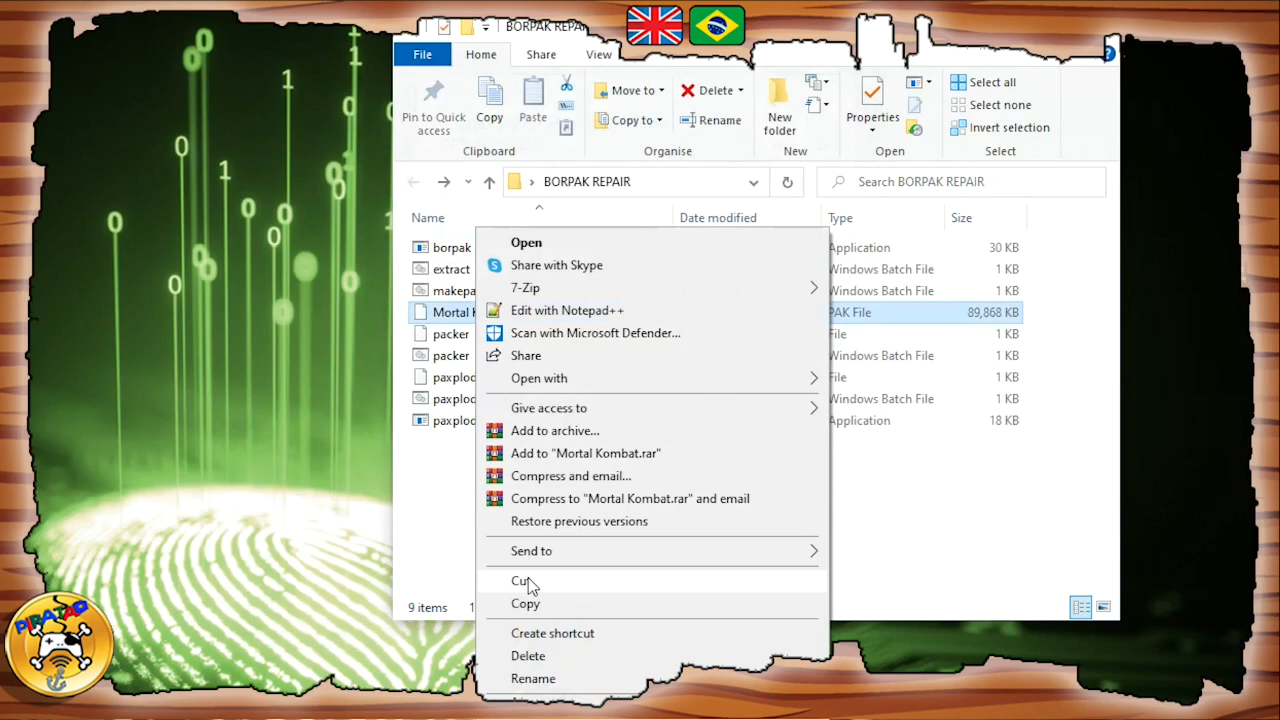 BORPAK REPAIR
File
Home
Share
View
Pin to Quick access
Copy
Paste
Move to
Copy to
Delete
Rename
New folder
Properties
Select all
Select none
Invert selection
Clipboard
Organise
New
Open
Select
BORPAK REPAIR
Search BORPAK REPAIR
Name
Date modified
Type
Size
borpak
Application
30 KB
extract
Windows Batch File
1 KB
makepa
Windows Batch File
1 KB
Mortal K
PAK File
89,868 KB
packer
File
1 KB
packer
Windows Batch File
1 KB
paxplod
File
1 KB
paxplod
Windows Batch File
1 KB
paxplod
Application
18 KB
Open
Share with Skype
7-Zip
Edit with Notepad++
Scan with Microsoft Defender...
Share
Open with
Give access to
Add to archive...
Add to "Mortal Kombat.rar"
Compress and email...
Compress to "Mortal Kombat.rar" and email
Restore previous versions
Send to
Cut
Copy
Create shortcut
Delete
Rename
9 items